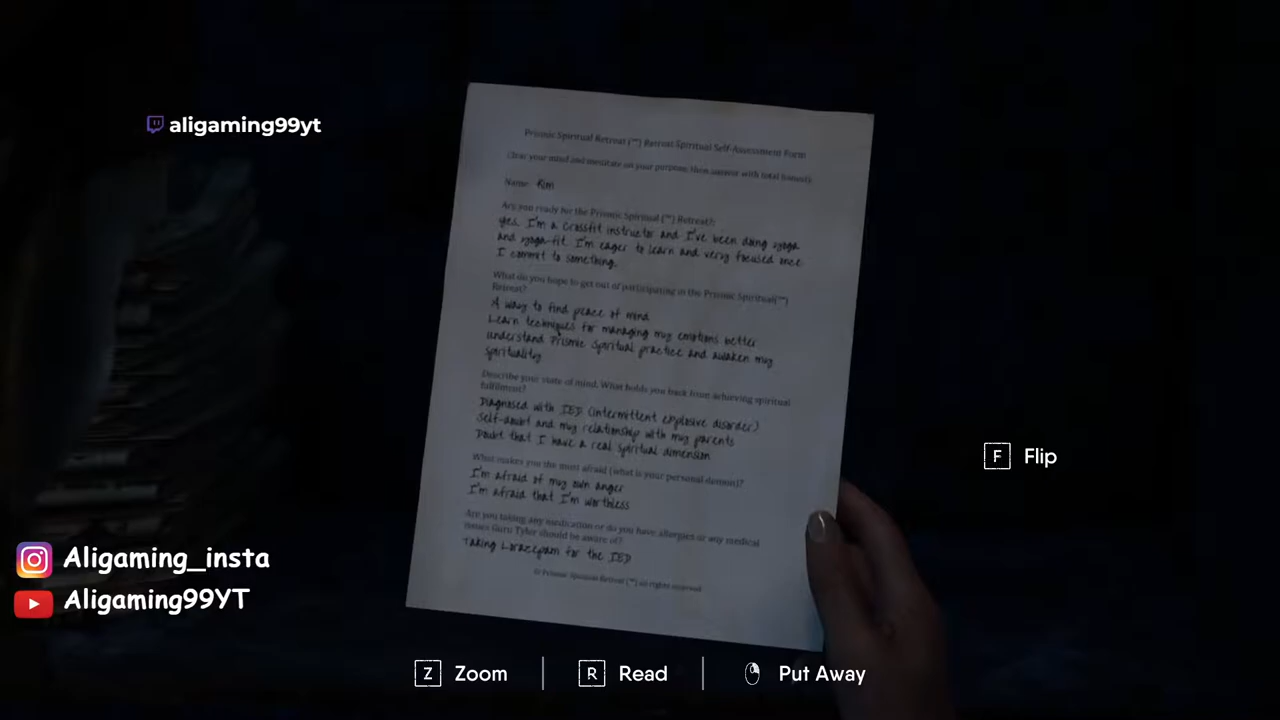 aligaming99yt
Prismic Spiritual Retreat (™) Retreat Spiritual Self-Assessment Form
Clear your mind and meditate on your purpose, then answer with total honesty.
Name: Kim
Are you ready for the Prismic Spiritual (™) Retreat?:
Yes. I'm a Crossfit instructor and I've been doing yoga
and yoga-fit. I'm eager to learn and very focused once
I commit to something.
What do you hope to get out of participating in the Prismic Spiritual(™)
Retreat?
A way to find peace of mind
Learn techniques for managing my emotions better
Understand Prismic Spiritual practice and awaken my
spirituality
Describe your state of mind. What holds you back from achieving spiritual
fulfilment?
Diagnosed with IED (intermittent explosive disorder)
Self-doubt and my relationship with my parents
Doubt that I have a real spiritual dimension
What makes you the most afraid (what is your personal demon)?
I'm afraid of my own anger
I'm afraid that I'm worthless
Are you taking any medication or do you have allergies or any medical
issues Guru Tyler should be aware of?
Taking Lorazepam for the IED
© Prismic Spiritual Retreat (™) all rights reserved
F Flip
Aligaming_insta
Aligaming99YT
Z Zoom R Read Put Away